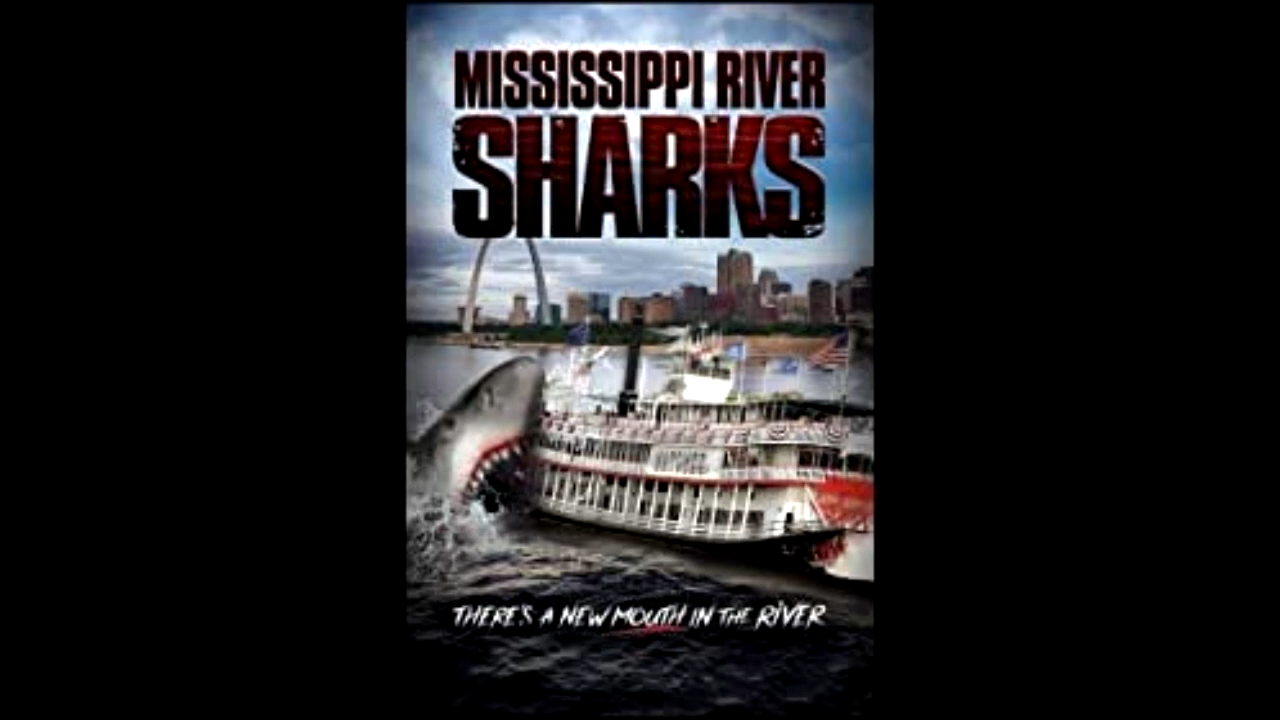 MISSISSIPPI RIVER
SHARKS
THERE'S A NEW MOUTH IN THE RIVER